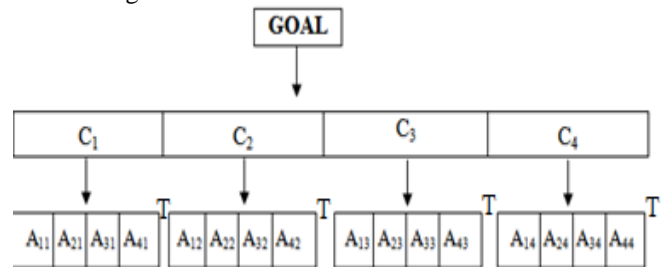 GOAL
C₁ C₂ C₃ C₄
T T T T
A₁₁ A₂₁ A₃₁ A₄₁ A₁₂ A₂₂ A₃₂ A₄₂ A₁₃ A₂₃ A₃₃ A₄₃ A₁₄ A₂₄ A₃₄ A₄₄